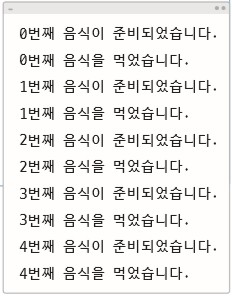 0번째 음식이 준비되었습니다.
0번째 음식을 먹었습니다.
1번째 음식이 준비되었습니다.
1번째 음식을 먹었습니다.
2번째 음식이 준비되었습니다.
2번째 음식을 먹었습니다.
3번째 음식이 준비되었습니다.
3번째 음식을 먹었습니다.
4번째 음식이 준비되었습니다.
4번째 음식을 먹었습니다.